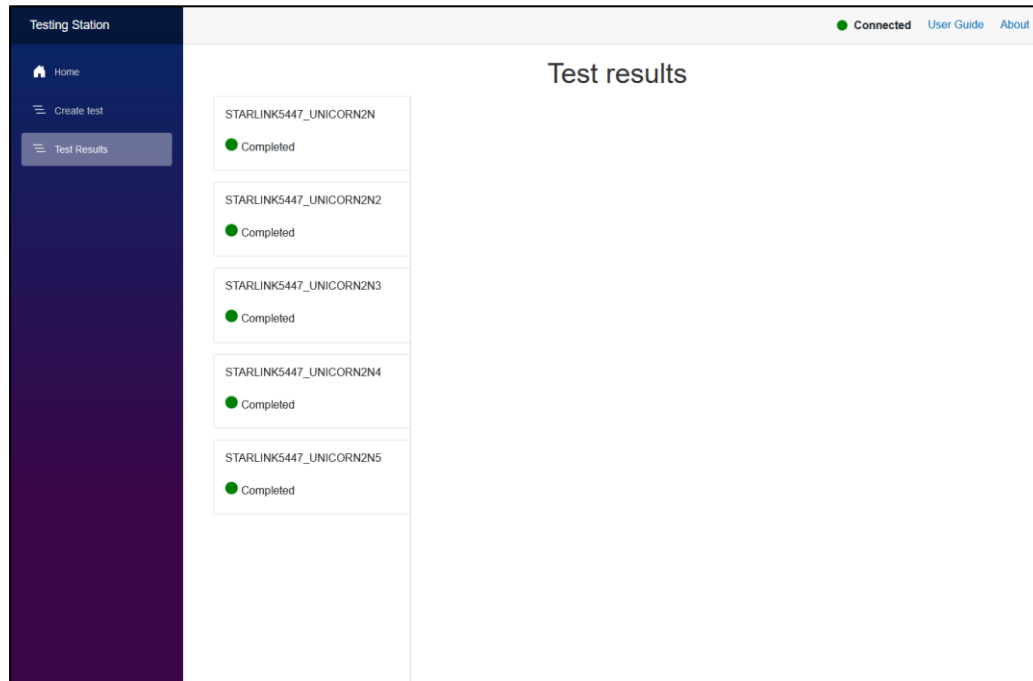 Testing Station
Connected User Guide About
Home
Create test
Test Results
Test results
STARLINK5447_UNICORN2N
Completed
STARLINK5447_UNICORN2N2
Completed
STARLINK5447_UNICORN2N3
Completed
STARLINK5447_UNICORN2N4
Completed
STARLINK5447_UNICORN2N5
Completed